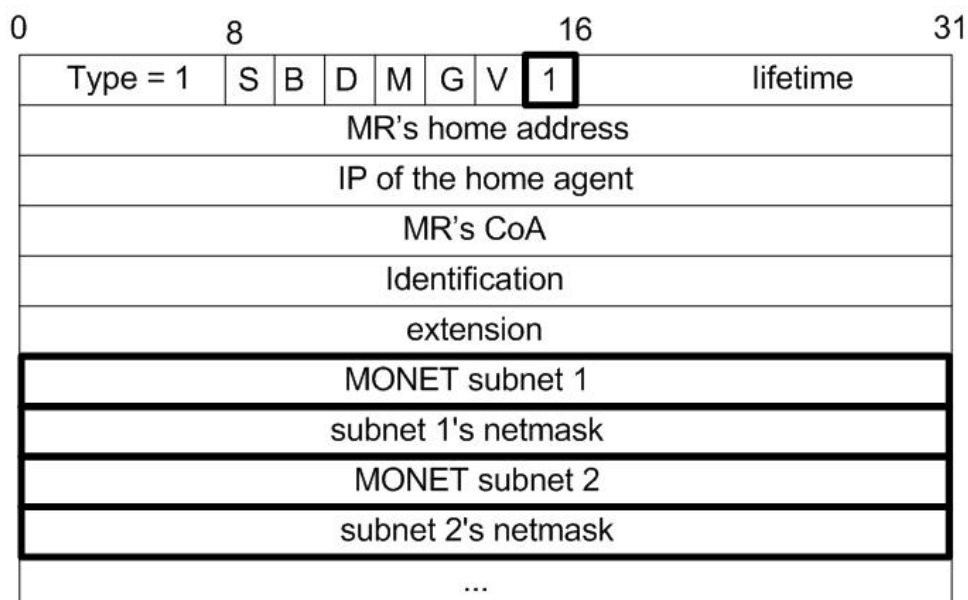 0 8 16 31
Type = 1 S B D M G V 1 lifetime
MR's home address
IP of the home agent
MR's CoA
Identification
extension
MONET subnet 1
subnet 1's netmask
MONET subnet 2
subnet 2's netmask
...